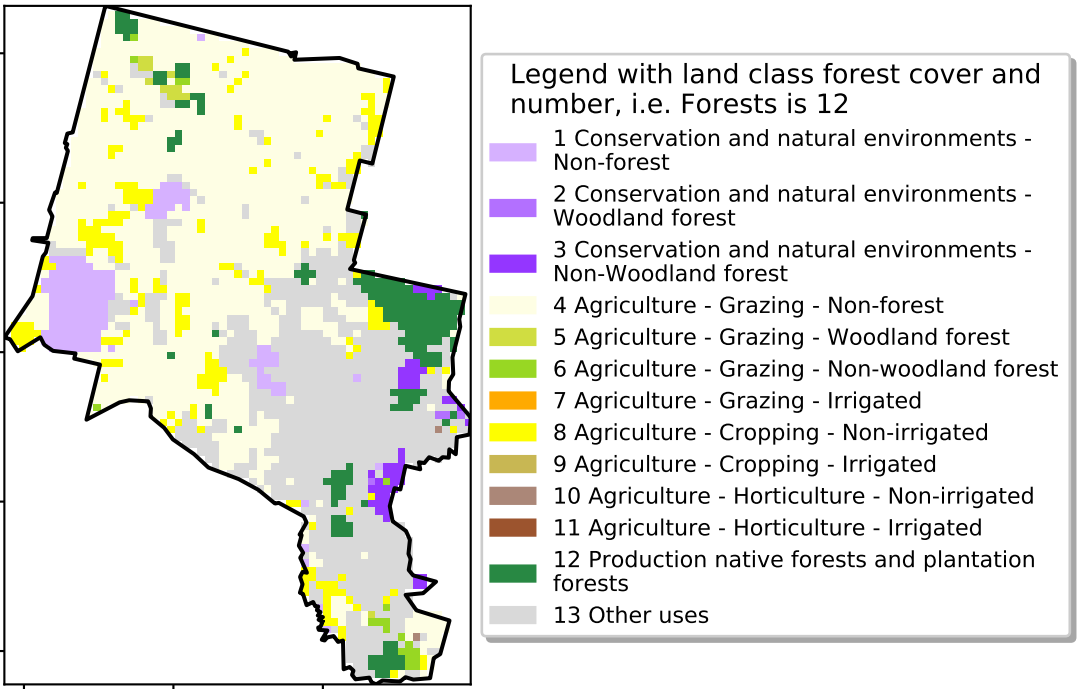 Legend with land class forest cover and
number, i.e. Forests is 12
1 Conservation and natural environments -
Non-forest
2 Conservation and natural environments -
Woodland forest
3 Conservation and natural environments -
Non-Woodland forest
4 Agriculture - Grazing - Non-forest
5 Agriculture - Grazing - Woodland forest
6 Agriculture - Grazing - Non-woodland forest
7 Agriculture - Grazing - Irrigated
8 Agriculture - Cropping - Non-irrigated
9 Agriculture - Cropping - Irrigated
10 Agriculture - Horticulture - Non-irrigated
11 Agriculture - Horticulture - Irrigated
12 Production native forests and plantation
forests
13 Other uses